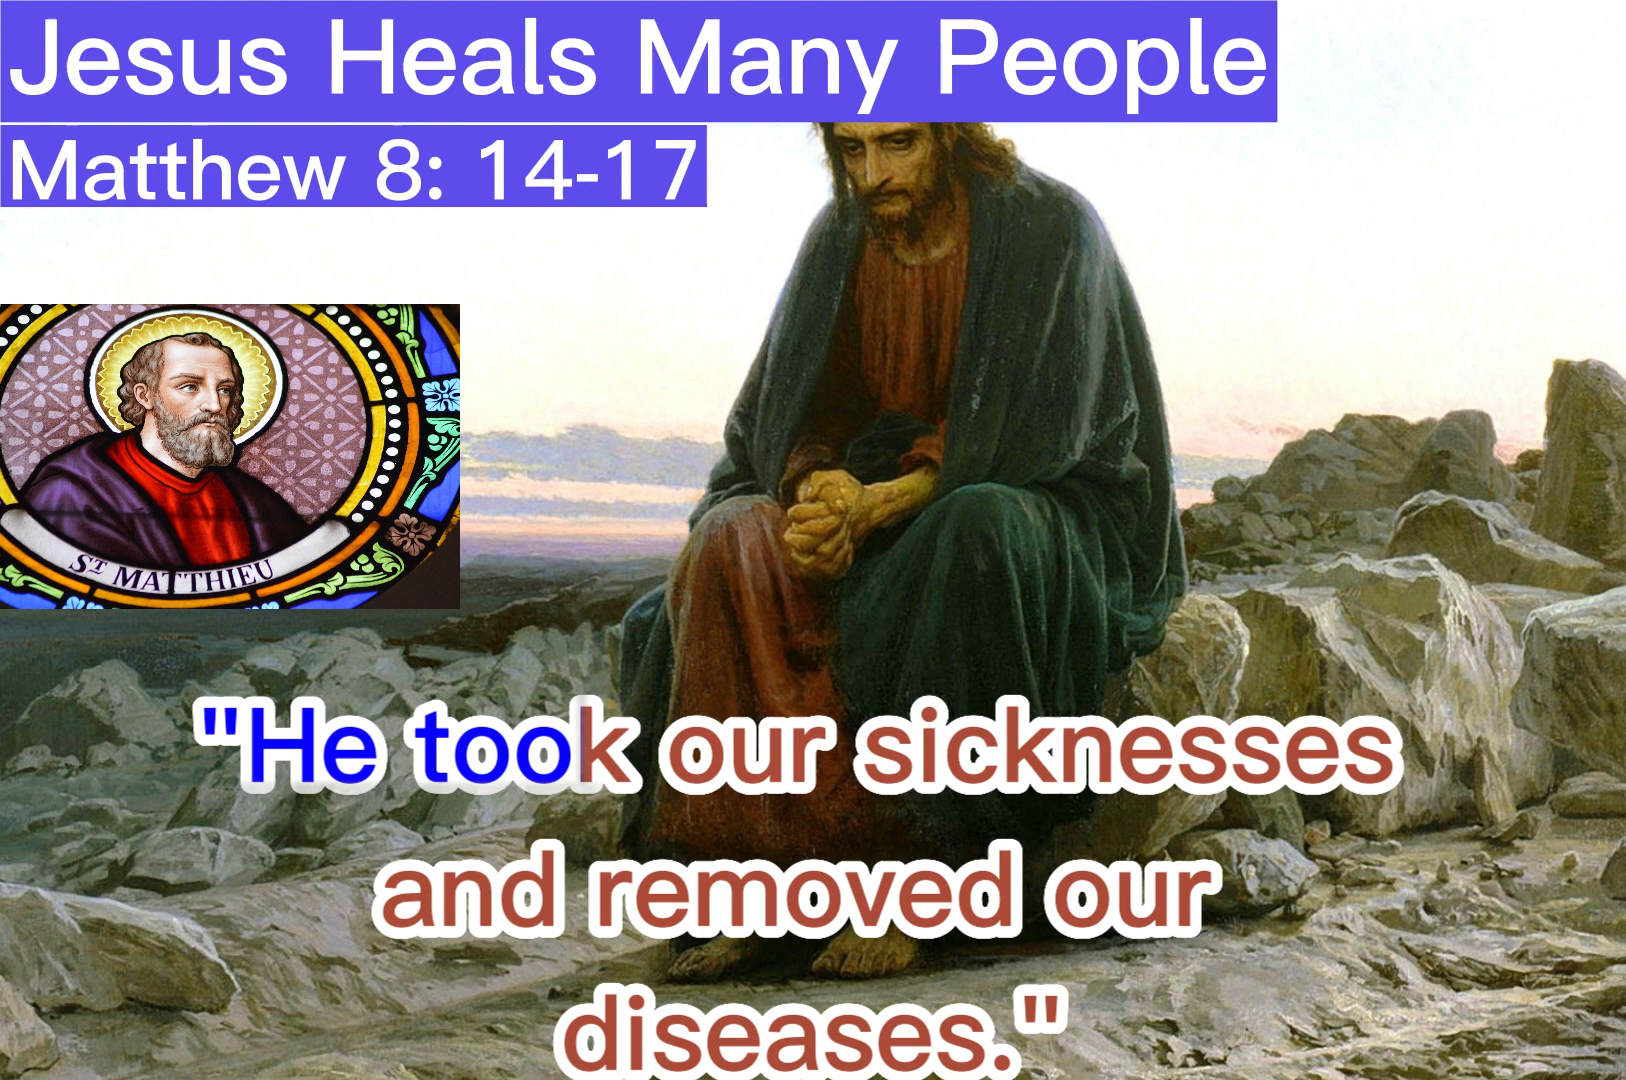 Jesus Heals Many People
Matthew 8: 14-17
ST MATTHIEU
"He took our sicknesses
and removed our
diseases."